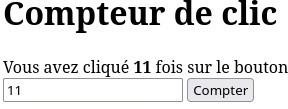 Compteur de clic
Vous avez cliqué 11 fois sur le bouton
11 Compter